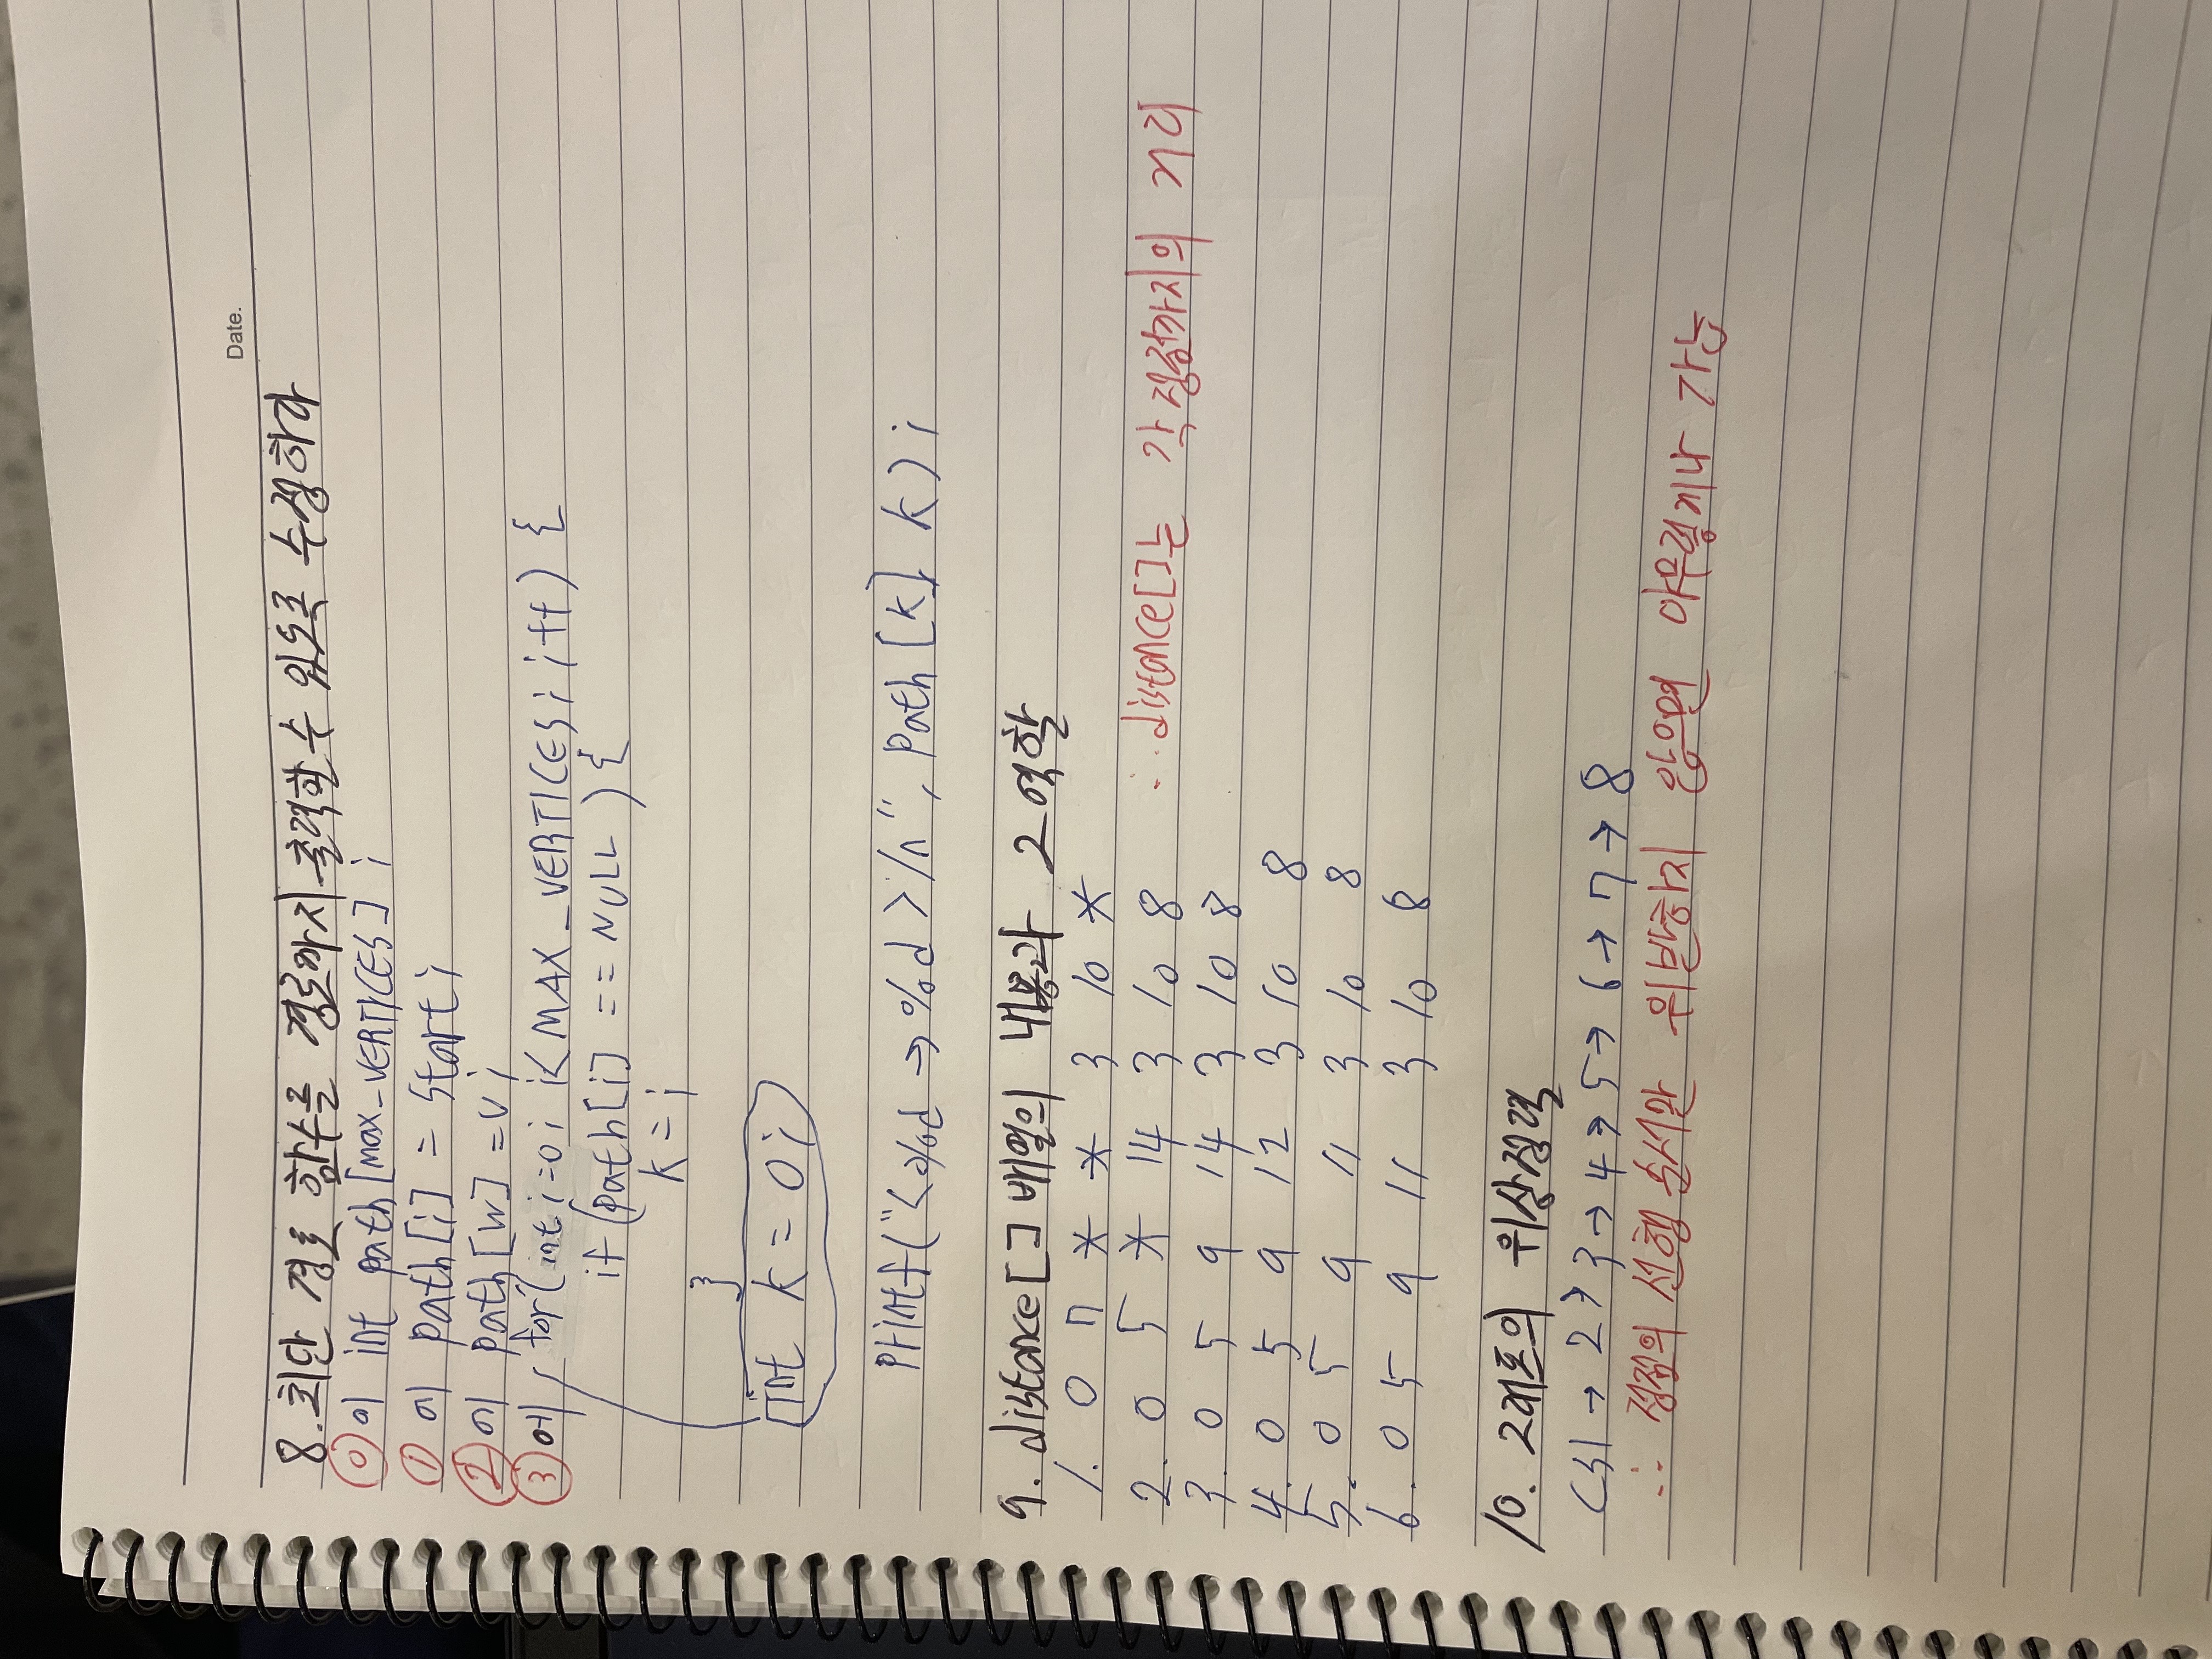 Date.
8. 최단 경로 함수를 경로까지 출력할 수 있도록 수정하라
⓪에 int path[max_VERTICES];
①에 path[i] = start;
②에 path[w] = v;
③에 for(int i=0; i<MAX_VERTICES; i++) {
if(path[i] == NULL) {
k = i
}
int k = 0;
printf("<%d → %d>/n", path[k], k);
9. distance[] 배열의 내용과 그 역할
1. 0 7 * * 3 10 *
2. 0 5 * 14 3 10 8 ∴ distance[]는 각 정점까지의 거리
3. 0 5 9 14 3 10 8
4. 0 5 9 12 3 10 8
5. 0 5 9 11 3 10 8
6. 0 5 9 11 3 10 8
10. 그래프의 위상정렬
→ 2 → 3 → 4 → 5 → 6 → 7 → 8
∴ 정점의 선행 순서만 위반하지 않으면 아무렇게나 가능